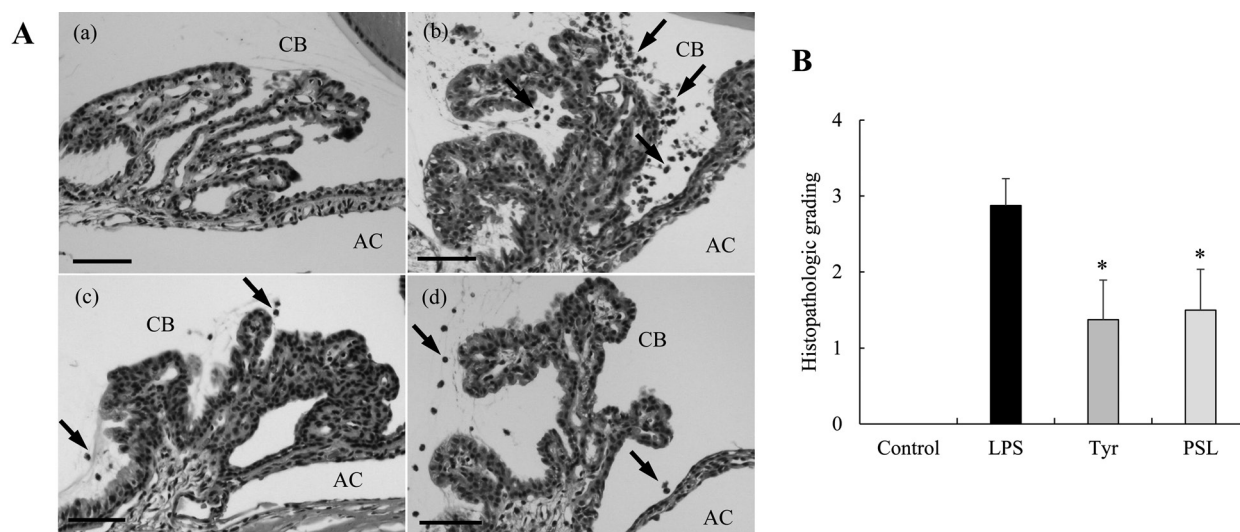 A
(a)
CB
AC
(b)
CB
AC
(c)
CB
AC
(d)
CB
AC
B
Histopathologic grading
4
3
2
1
0
*
*
Control LPS Tyr PSL